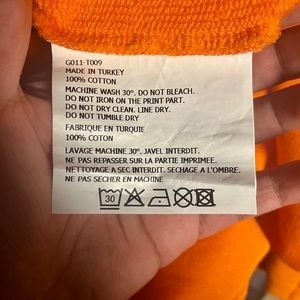 G011-T009
MADE IN TURKEY
100% COTTON
MACHINE WASH 30°. DO NOT BLEACH.
DO NOT IRON ON THE PRINT PART.
DO NOT DRY CLEAN. LINE DRY.
DO NOT TUMBLE DRY
FABRIQUE EN TURQUIE
100% COTON
LAVAGE MACHINE 30°. JAVEL INTERDIT.
NE PAS REPASSER SUR LA PARTIE IMPRIMEE.
NETTOYAGE A SEC INTERDIT. SECHAGE A L'OMBRE.
NE PAS SECHER EN MACHINE
30